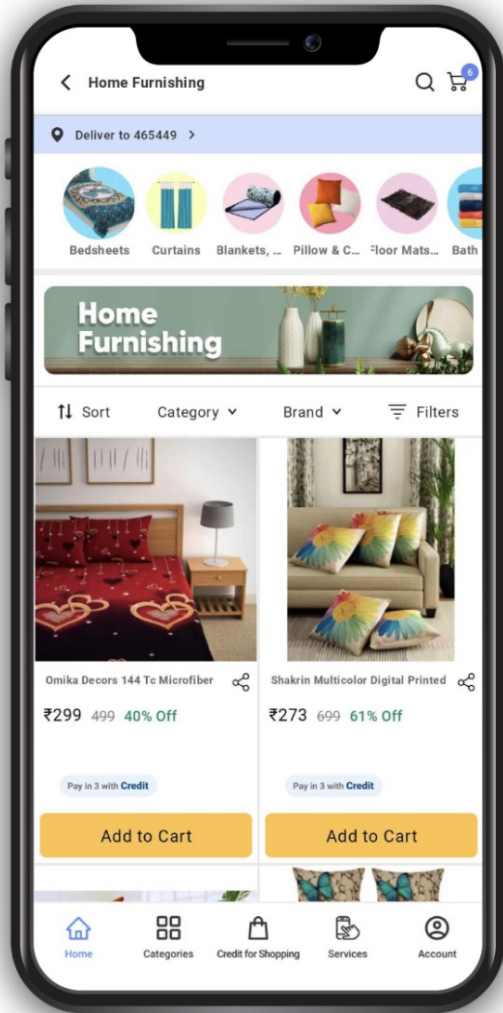 Home Furnishing
6
Deliver to 465449
Bedsheets Curtains Blankets, ... Pillow & C... Floor Mats... Bath
Home
Furnishing
Sort Category Brand Filters
Omika Decors 144 Tc Microfiber
₹299 499 40% Off
Pay in 3 with Credit
Add to Cart
Shakrin Multicolor Digital Printed
₹273 699 61% Off
Pay in 3 with Credit
Add to Cart
Home Categories Credit for Shopping Services Account